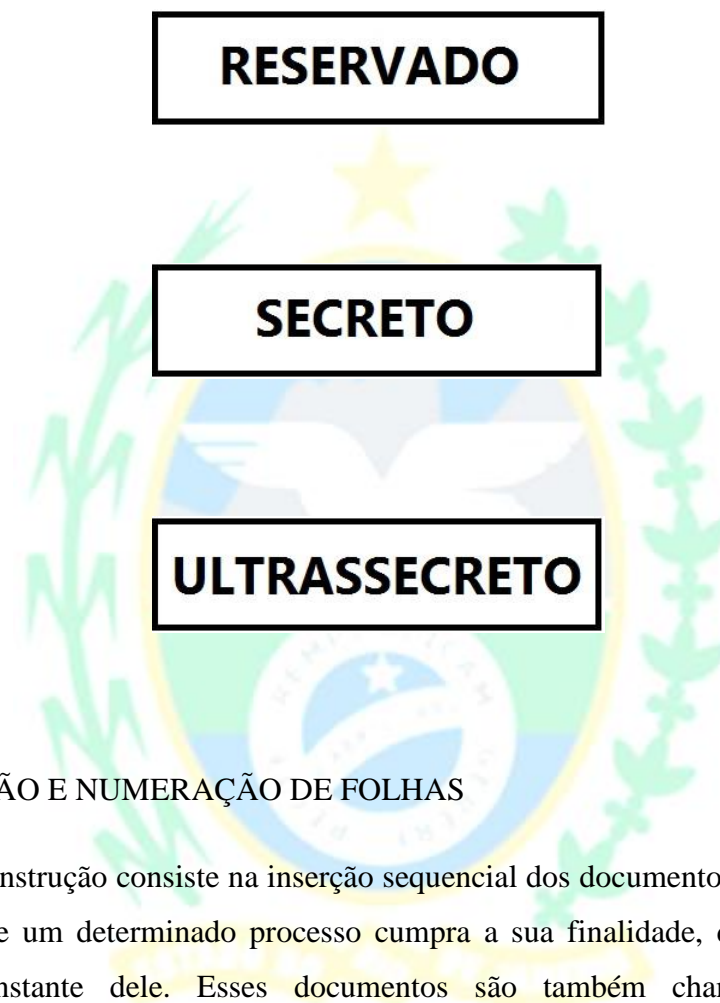 RESERVADO
SECRETO
ULTRASSECRETO
ÃO E NUMERAÇÃO DE FOLHAS
nstrução consiste na inserção sequencial dos documento
e um determinado processo cumpra a sua finalidade,
nstante dele. Esses documentos são também char